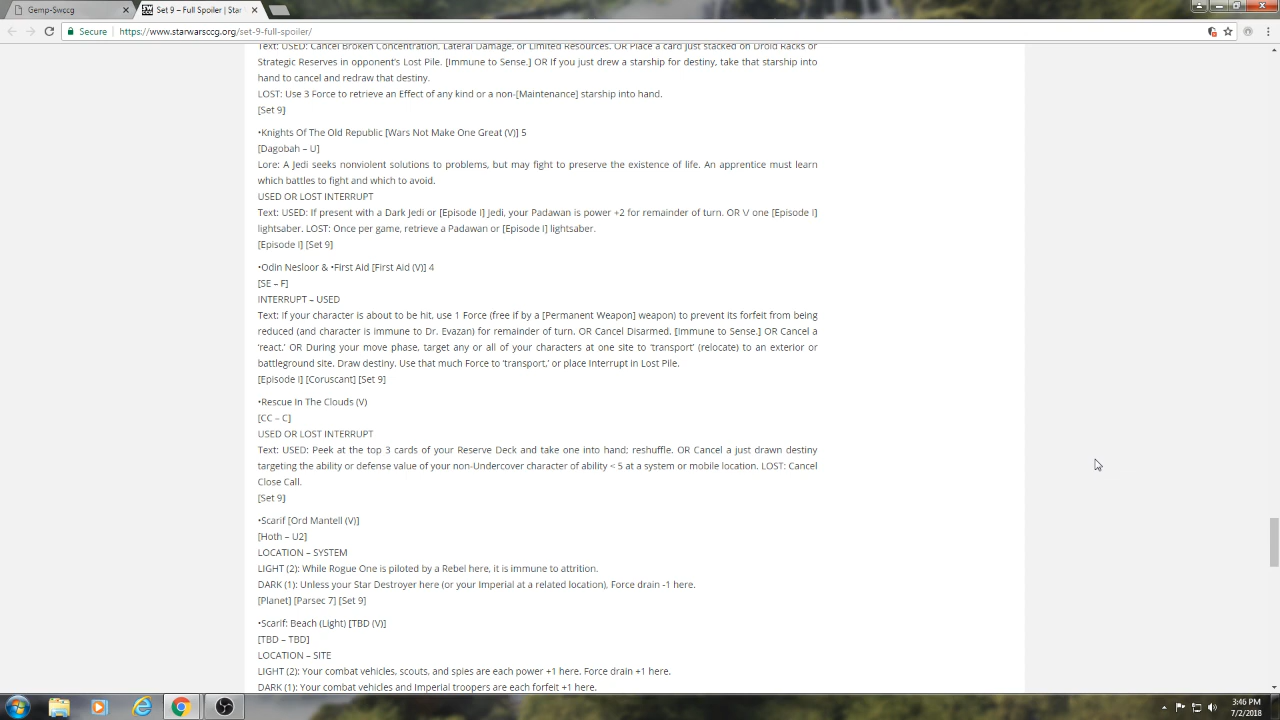 Gemp-Swccg
Set 9 – Full Spoiler | Star
Secure
https://www.starwarsccg.org/set-9-full-spoiler/
Text: USED: Cancel Broken Concentration, Lateral Damage, or Limited Resources. OR Place a card just stacked on Droid Racks or
Strategic Reserves in opponent's Lost Pile. [Immune to Sense.] OR If you just drew a starship for destiny, take that starship into
hand to cancel and redraw that destiny.
LOST: Use 3 Force to retrieve an Effect of any kind or a non-[Maintenance] starship into hand.
[Set 9]
•Knights Of The Old Republic [Wars Not Make One Great (V)] 5
[Dagobah – U]
Lore: A Jedi seeks nonviolent solutions to problems, but may fight to preserve the existence of life. An apprentice must learn
which battles to fight and which to avoid.
USED OR LOST INTERRUPT
Text: USED: If present with a Dark Jedi or [Episode I] Jedi, your Padawan is power +2 for remainder of turn. OR \/ one [Episode I]
lightsaber. LOST: Once per game, retrieve a Padawan or [Episode I] lightsaber.
[Episode I] [Set 9]
•Odin Nesloor & •First Aid [First Aid (V)] 4
[SE – F]
INTERRUPT – USED
Text: If your character is about to be hit, use 1 Force (free if by a [Permanent Weapon] weapon) to prevent its forfeit from being
reduced (and character is immune to Dr. Evazan) for remainder of turn. OR Cancel Disarmed. [Immune to Sense.] OR Cancel a
'react.' OR During your move phase, target any or all of your characters at one site to 'transport' (relocate) to an exterior or
battleground site. Draw destiny. Use that much Force to 'transport,' or place Interrupt in Lost Pile.
[Episode I] [Coruscant] [Set 9]
•Rescue In The Clouds (V)
[CC – C]
USED OR LOST INTERRUPT
Text: USED: Peek at the top 3 cards of your Reserve Deck and take one into hand; reshuffle. OR Cancel a just drawn destiny
targeting the ability or defense value of your non-Undercover character of ability < 5 at a system or mobile location. LOST: Cancel
Close Call.
[Set 9]
•Scarif [Ord Mantell (V)]
[Hoth – U2]
LOCATION – SYSTEM
LIGHT (2): While Rogue One is piloted by a Rebel here, it is immune to attrition.
DARK (1): Unless your Star Destroyer here (or your Imperial at a related location), Force drain -1 here.
[Planet] [Parsec 7] [Set 9]
•Scarif: Beach (Light) [TBD (V)]
[TBD – TBD]
LOCATION – SITE
LIGHT (2): Your combat vehicles, scouts, and spies are each power +1 here. Force drain +1 here.
DARK (1): Your combat vehicles and Imperial troopers are each forfeit +1 here.
3:46 PM
7/2/2018